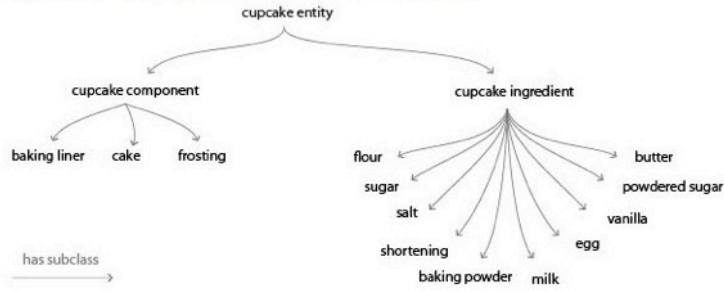 cupcake entity
cupcake component
cupcake ingredient
baking liner
cake
frosting
flour
sugar
salt
shortening
baking powder
milk
egg
vanilla
powdered sugar
butter
has subclass